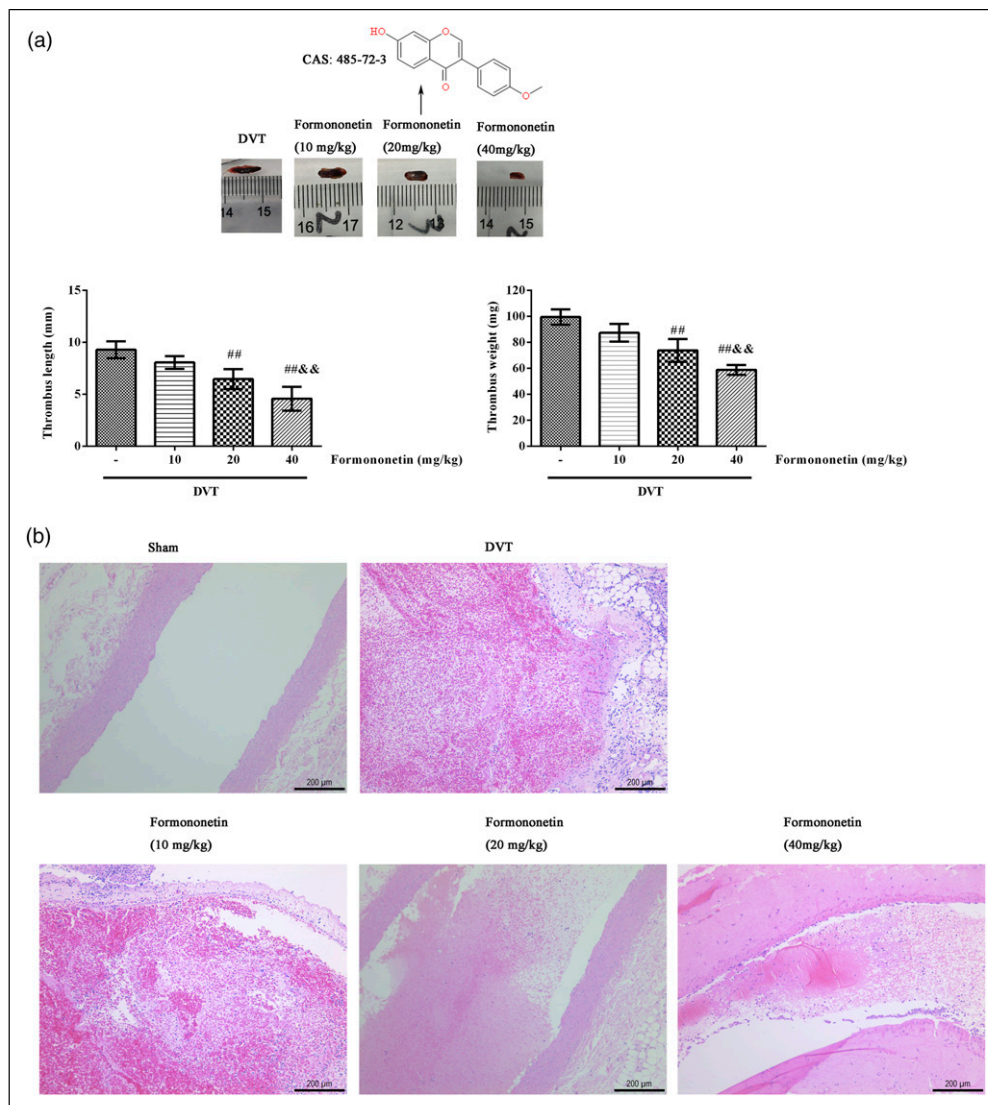 (a)
HO
O
O
O
CAS: 485-72-3
DVT
Formononetin
(10 mg/kg)
Formononetin
(20mg/kg)
Formononetin
(40mg/kg)
14 15
16 17
12 13
14 15
Thrombus length (mm)
15
10
5
0
##
##&&
- 10 20 40 Formononetin (mg/kg)
DVT
Thrombus weight (mg)
120
100
80
60
40
20
0
##
##&&
- 10 20 40 Formononetin (mg/kg)
DVT
(b)
Sham
DVT
200 µm
200 µm
Formononetin
(10 mg/kg)
Formononetin
(20 mg/kg)
Formononetin
(40mg/kg)
200 µm
200 µm
200 µm